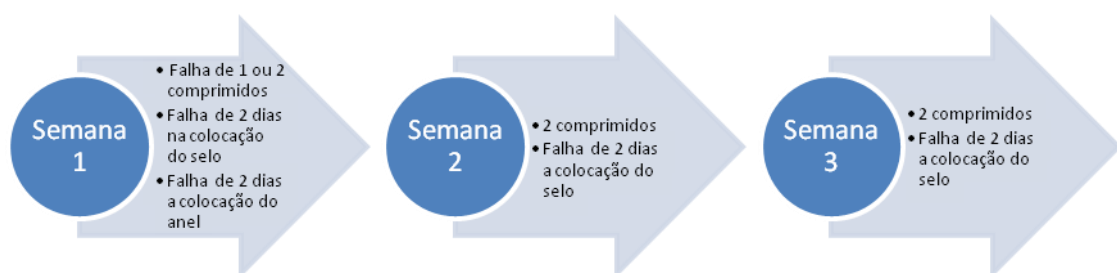 Semana
1
• Falha de 1 ou 2
comprimidos
• Falha de 2 dias
na colocação
do selo
• Falha de 2 dias
a colocação do
anel
Semana
2
• 2 comprimidos
• Falha de 2 dias
a colocação do
selo
Semana
3
• 2 comprimidos
• Falha de 2 dias
a colocação do
selo